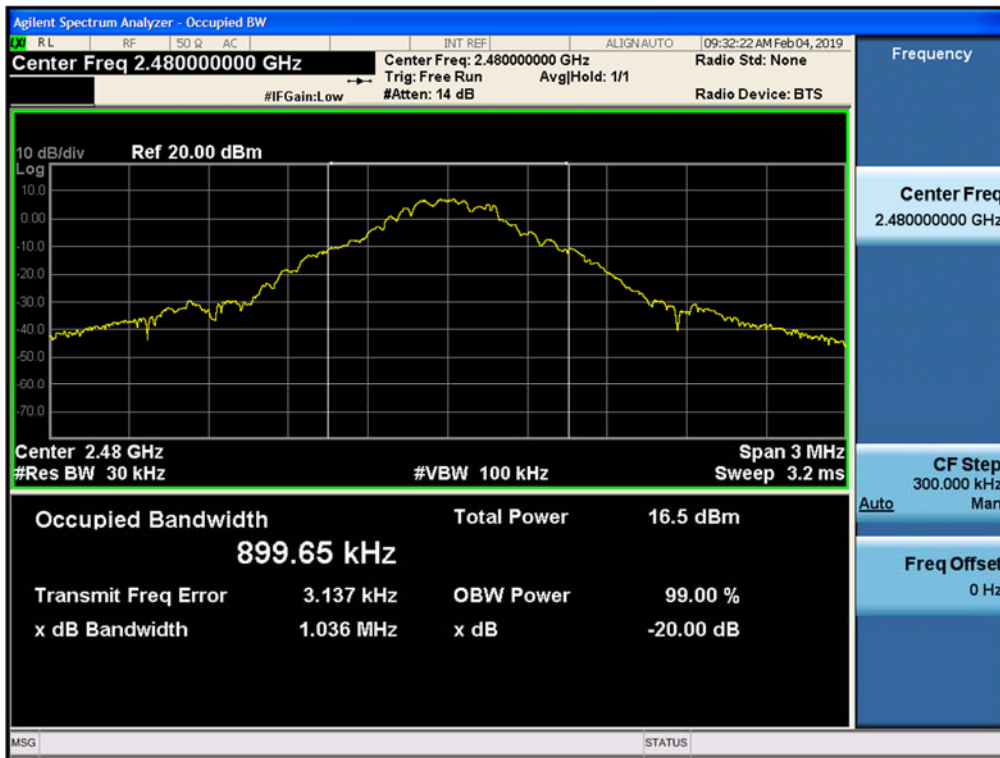 Agilent Spectrum Analyzer - Occupied BW
LXI RL RF 50 Ω AC INT REF ALIGN AUTO 09:32:22 AM Feb 04, 2019
Center Freq 2.480000000 GHz
Center Freq: 2.480000000 GHz
Radio Std: None
Trig: Free Run Avg|Hold: 1/1
#IFGain:Low
#Atten: 14 dB
Radio Device: BTS
10 dB/div Ref 20.00 dBm
Log
10.0
0.00
-10.0
-20.0
-30.0
-40.0
-50.0
-60.0
-70.0
Center 2.48 GHz
Span 3 MHz
#Res BW 30 kHz
#VBW 100 kHz
Sweep 3.2 ms
Occupied Bandwidth
Total Power 16.5 dBm
899.65 kHz
Transmit Freq Error 3.137 kHz OBW Power 99.00 %
x dB Bandwidth 1.036 MHz x dB -20.00 dB
MSG STATUS
Frequency
Center Freq
2.480000000 GHz
CF Step
300.000 kHz
Auto Man
Freq Offset
0 Hz